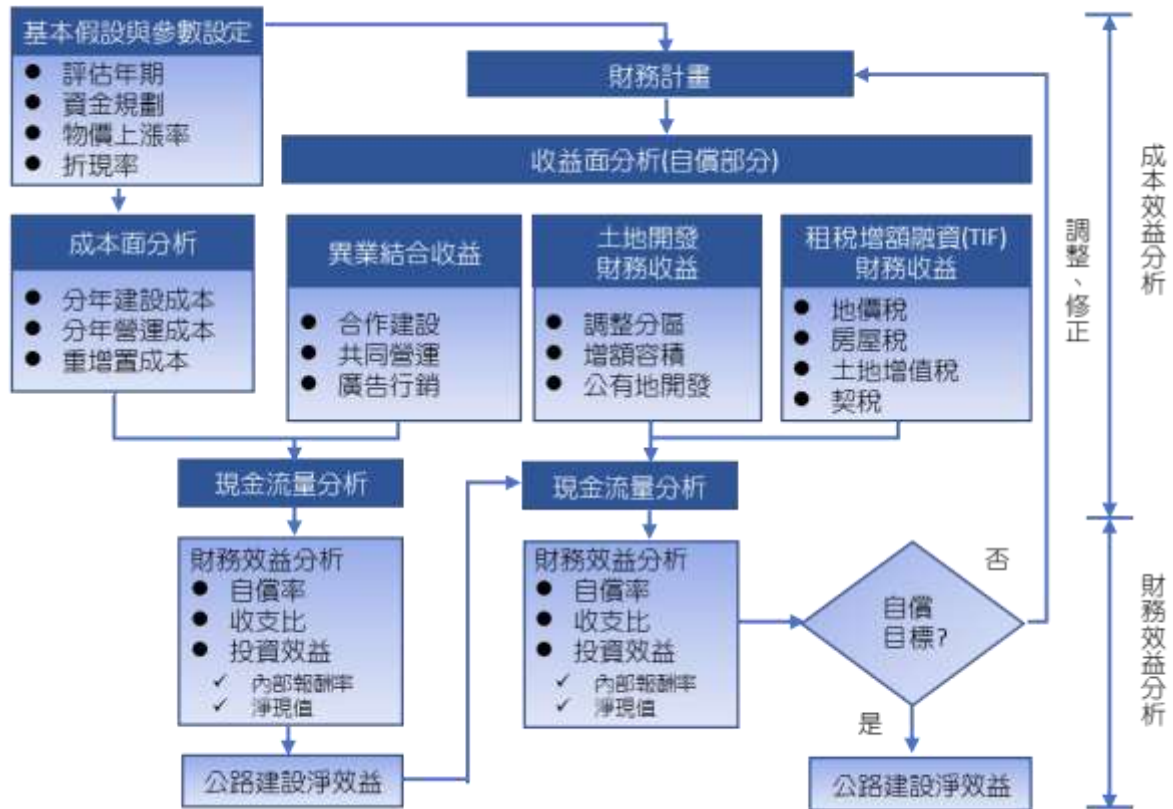 基本假設與參數設定
● 評估年期
● 資金規劃
● 物價上漲率
● 折現率
財務計畫
收益面分析(自償部分)
成本面分析
● 分年建設成本
● 分年營運成本
● 重增置成本
異業結合收益
● 合作建設
● 共同營運
● 廣告行銷
土地開發
財務收益
● 調整分區
● 增額容積
● 公有地開發
租稅增額融資(TIF)
財務收益
● 地價稅
● 房屋稅
● 土地增值稅
● 契稅
現金流量分析
現金流量分析
財務效益分析
● 自償率
● 收支比
● 投資效益
✓ 內部報酬率
✓ 淨現值
財務效益分析
● 自償率
● 收支比
● 投資效益
✓ 內部報酬率
✓ 淨現值
自償
目標?
否
是
公路建設淨效益
公路建設淨效益
調整、修正
成本效益分析
財務效益分析